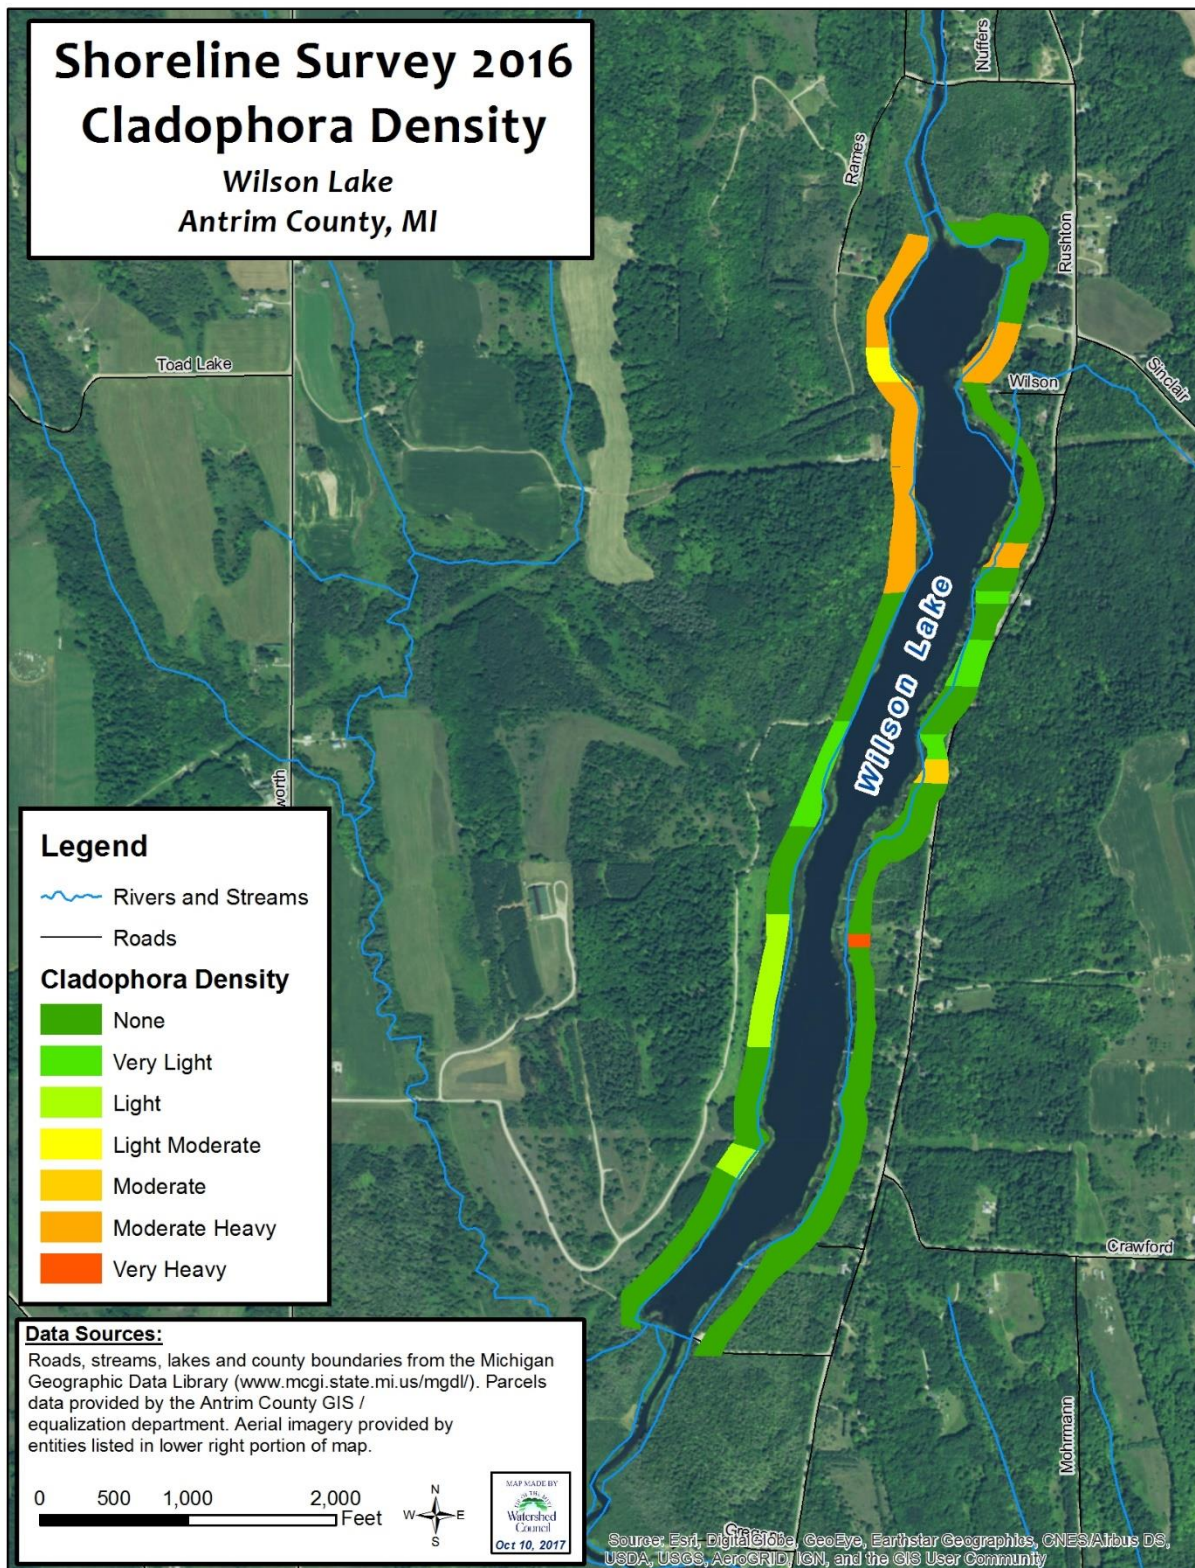 Shoreline Survey 2016
Cladophora Density
Wilson Lake
Antrim County, MI
Nuffers
Rames
Rushton
Toad Lake
Sinclair
Wilson
Wilson Lake
worth
Legend
Rivers and Streams
Roads
Cladophora Density
None
Very Light
Light
Light Moderate
Moderate
Moderate Heavy
Very Heavy
Crawford
Mohrmann
Data Sources:
Roads, streams, lakes and county boundaries from the Michigan
Geographic Data Library (www.mcgi.state.mi.us/mgdl/). Parcels
data provided by the Antrim County GIS /
equalization department. Aerial imagery provided by
entities listed in lower right portion of map.
0 500 1,000 2,000
Feet
N
W E
S
MAP MADE BY
Watershed
Council
Oct 10, 2017
Source: Esri, DigitalGlobe, GeoEye, Earthstar Geographics, CNES/Airbus DS,
USDA, USGS, AeroGRID, IGN, and the GIS User Community